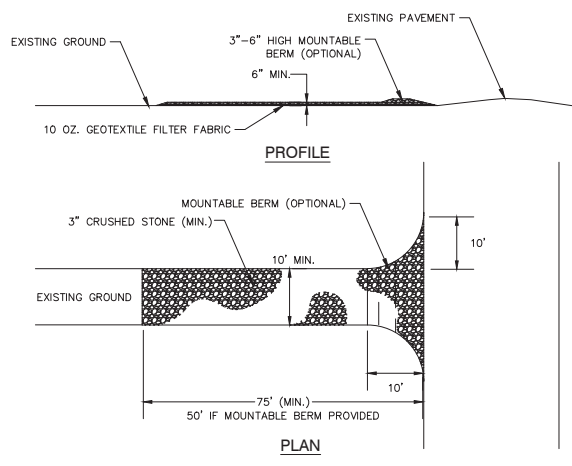 EXISTING PAVEMENT
EXISTING GROUND
3"-6" HIGH MOUNTABLE
BERM (OPTIONAL)
6" MIN.
10 OZ. GEOTEXTILE FILTER FABRIC
PROFILE
MOUNTABLE BERM (OPTIONAL)
3" CRUSHED STONE (MIN.)
10'
10' MIN.
EXISTING GROUND
10'
75' (MIN.)
50' IF MOUNTABLE BERM PROVIDED
PLAN